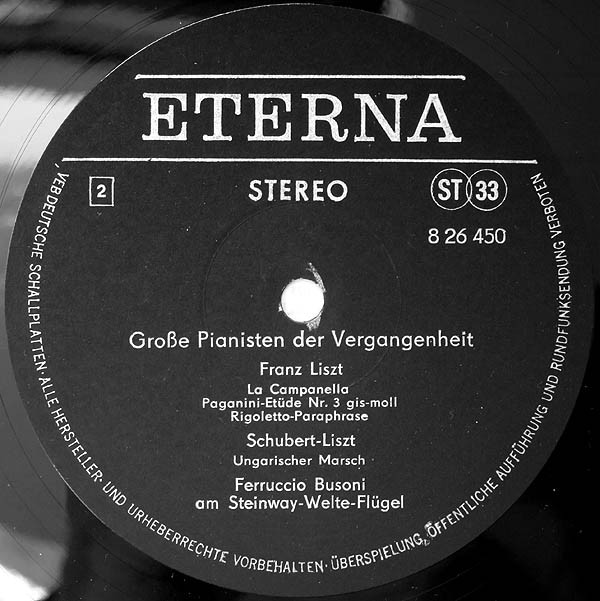 ETERNA
2
STEREO
ST 33
8 26 450
Große Pianisten der Vergangenheit
Franz Liszt
La Campanella
Paganini-Etüde Nr. 3 gis-moll
Rigoletto-Paraphrase
Schubert-Liszt
Ungarischer Marsch
Ferruccio Busoni
am Steinway-Welte-Flügel
VEB DEUTSCHE SCHALLPLATTEN · ALLE HERSTELLER- UND URHEBERRECHTE VORBEHALTEN · ÜBERSPIELUNG, ÖFFENTLICHE AUFFÜHRUNG UND RUNDFUNKSENDUNG VERBOTEN